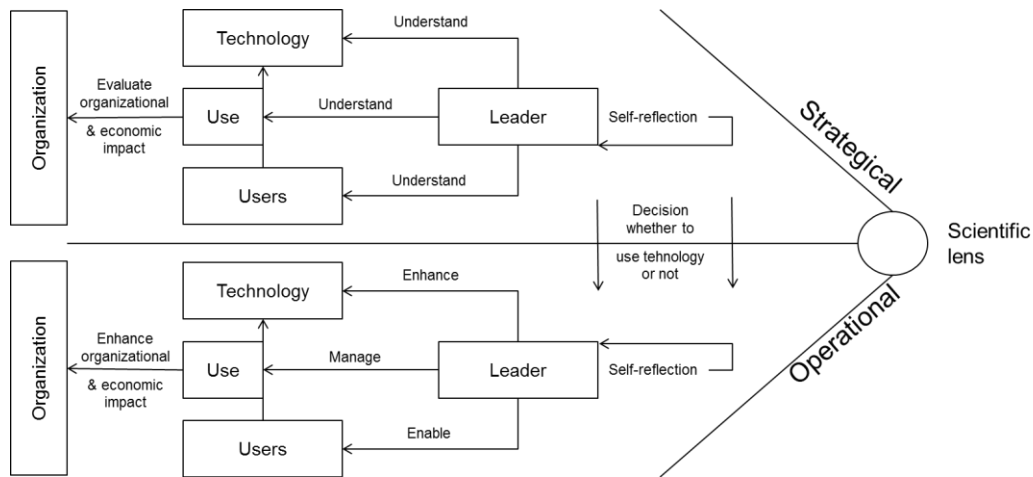 Organization
Technology
Understand
Evaluate
organizational
& economic
impact
Use
Understand
Leader
Self-reflection
Users
Understand
Strategical
Decision
whether to
use tehnology
or not
Scientific
lens
Organization
Technology
Enhance
Enhance
organizational
& economic
impact
Use
Manage
Leader
Self-reflection
Users
Enable
Operational